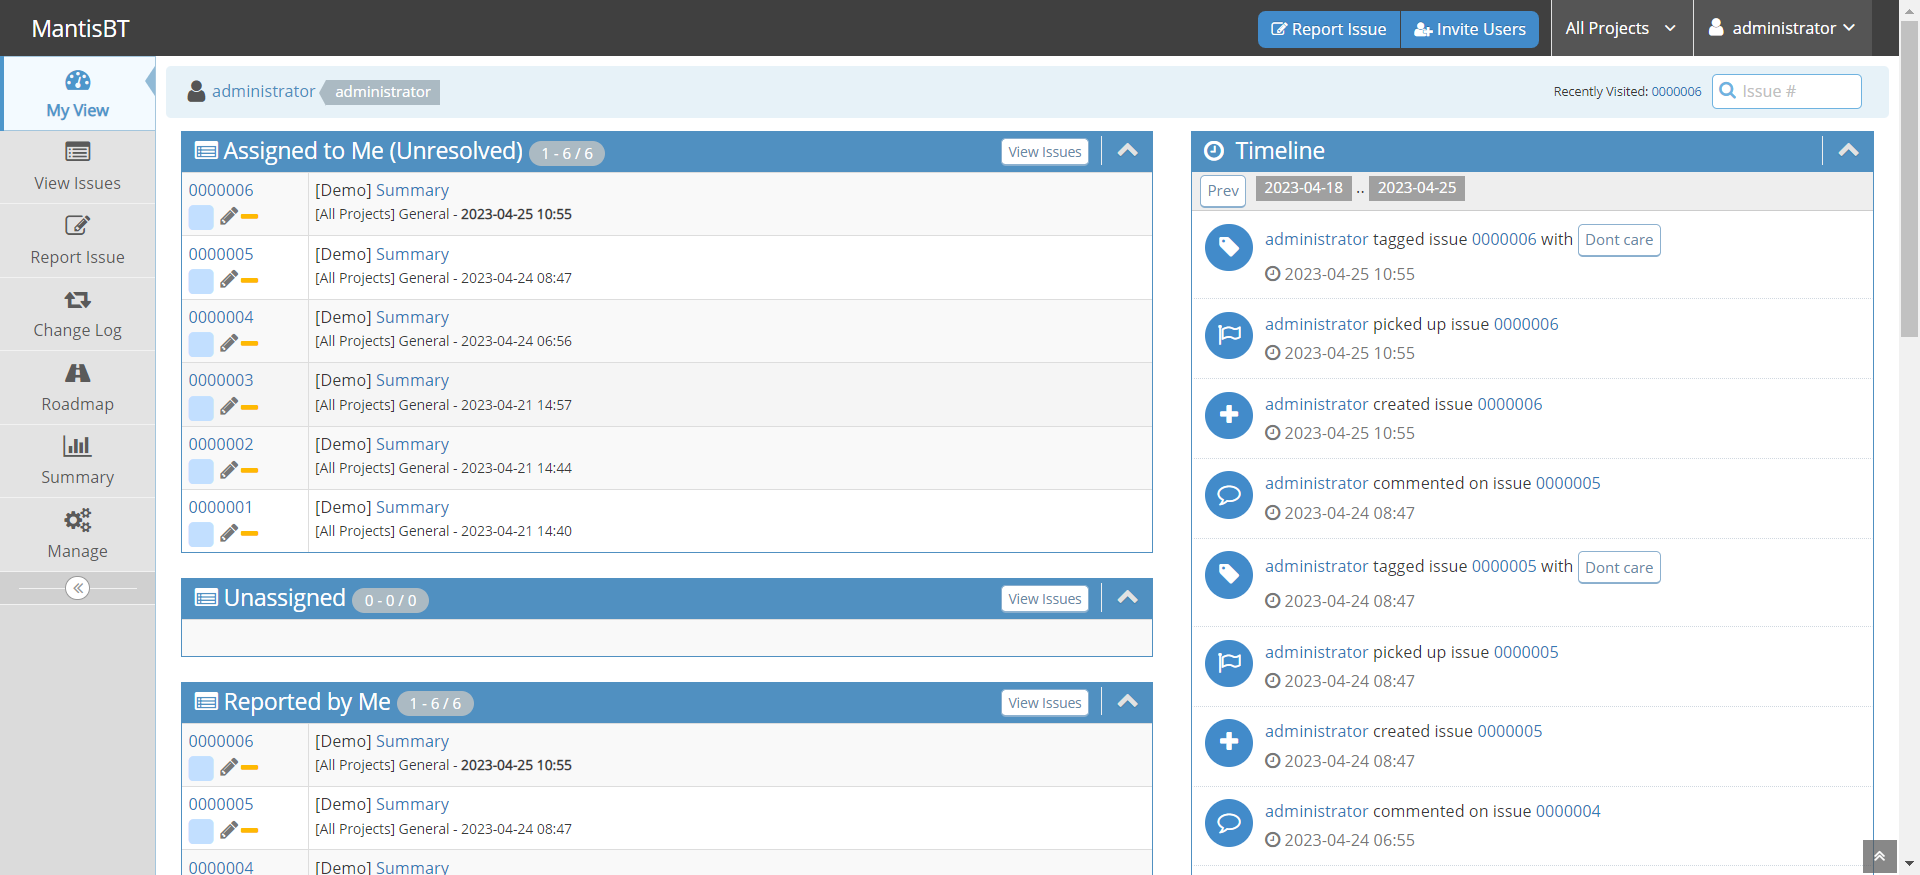 MantisBT
Report Issue
Invite Users
All Projects
administrator
My View
View Issues
Report Issue
Change Log
Roadmap
Summary
Manage
administrator administrator
Recently Visited: 0000006
Issue #
Assigned to Me (Unresolved) 1 - 6 / 6 View Issues
0000006 [Demo] Summary
[All Projects] General - 2023-04-25 10:55
0000005 [Demo] Summary
[All Projects] General - 2023-04-24 08:47
0000004 [Demo] Summary
[All Projects] General - 2023-04-24 06:56
0000003 [Demo] Summary
[All Projects] General - 2023-04-21 14:57
0000002 [Demo] Summary
[All Projects] General - 2023-04-21 14:44
0000001 [Demo] Summary
[All Projects] General - 2023-04-21 14:40
Unassigned 0 - 0 / 0 View Issues
Reported by Me 1 - 6 / 6 View Issues
0000006 [Demo] Summary
[All Projects] General - 2023-04-25 10:55
0000005 [Demo] Summary
[All Projects] General - 2023-04-24 08:47
0000004 [Demo] Summary
Timeline
Prev 2023-04-18 .. 2023-04-25
administrator tagged issue 0000006 with Dont care
2023-04-25 10:55
administrator picked up issue 0000006
2023-04-25 10:55
administrator created issue 0000006
2023-04-25 10:55
administrator commented on issue 0000005
2023-04-24 08:47
administrator tagged issue 0000005 with Dont care
2023-04-24 08:47
administrator picked up issue 0000005
2023-04-24 08:47
administrator created issue 0000005
2023-04-24 08:47
administrator commented on issue 0000004
2023-04-24 06:55